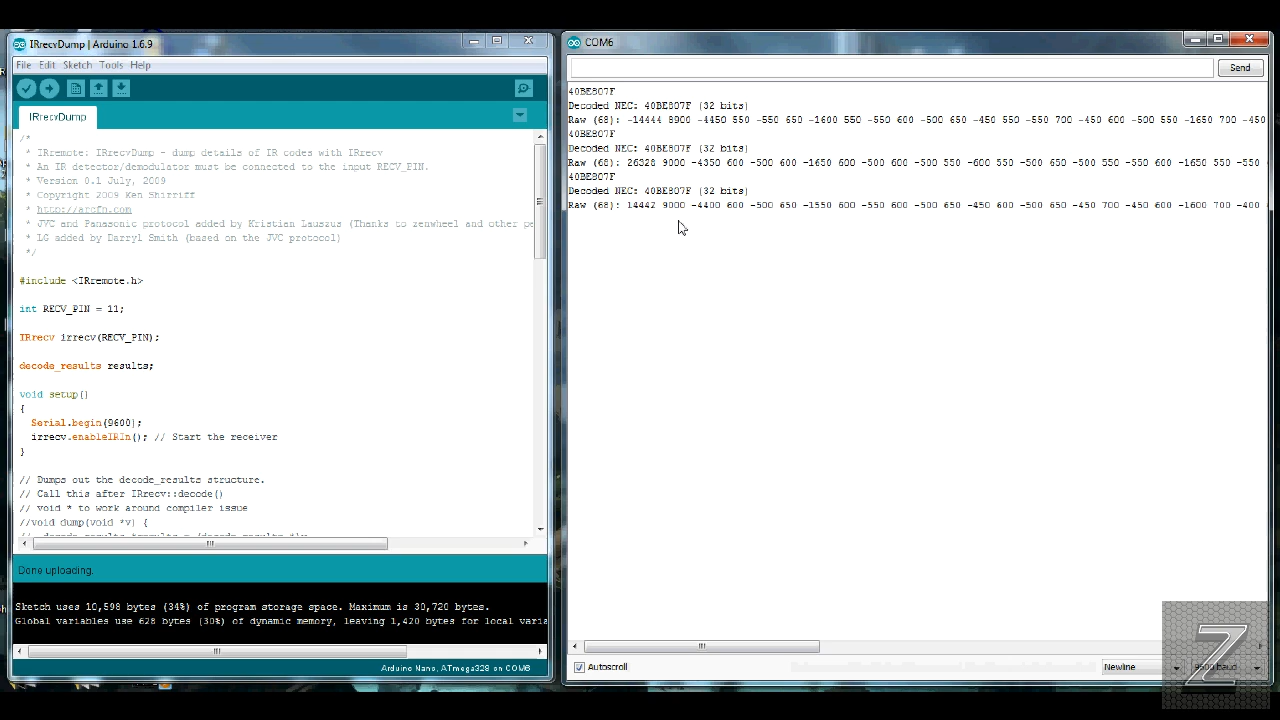 IRrecvDump | Arduino 1.6.9
File Edit Sketch Tools Help
IRrecvDump
/*
* IRremote: IRrecvDump - dump details of IR codes with IRrecv
* An IR detector/demodulator must be connected to the input RECV_PIN.
* Version 0.1 July, 2009
* Copyright 2009 Ken Shirriff
* http://arcfn.com
* JVC and Panasonic protocol added by Kristian Lauszus (Thanks to zenwheel and other pe
* LG added by Darryl Smith (based on the JVC protocol)
*/
#include <IRremote.h>
int RECV_PIN = 11;
IRrecv irrecv(RECV_PIN);
decode_results results;
void setup()
{
Serial.begin(9600);
irrecv.enableIRIn(); // Start the receiver
}
// Dumps out the decode_results structure.
// Call this after IRrecv::decode()
// void * to work around compiler issue
//void dump(void *v) {
Done uploading.
Sketch uses 10,598 bytes (34%) of program storage space. Maximum is 30,720 bytes.
Global variables use 628 bytes (30%) of dynamic memory, leaving 1,420 bytes for local varia
Arduino Nano, ATmega328 on COM6
COM6
Send
40BE807F
Decoded NEC: 40BE807F (32 bits)
Raw (68): -14444 8900 -4450 550 -550 650 -1600 550 -550 600 -500 650 -450 550 -550 700 -450 600 -500 550 -1650 700
40BE807F
Decoded NEC: 40BE807F (32 bits)
Raw (68): 26328 9000 -4350 600 -500 600 -1650 600 -500 600 -500 600 -500 600 -500 650 -500 600 -1650 550 -550
40BE807F
Decoded NEC: 40BE807F (32 bits)
Raw (68): 14442 9000 -4400 600 -500 650 -1550 600 -550 600 -500 650 -450 600 -500 650 -450 700 -450 600 -1600 700 -400
Autoscroll
Newline
9600 baud
Z